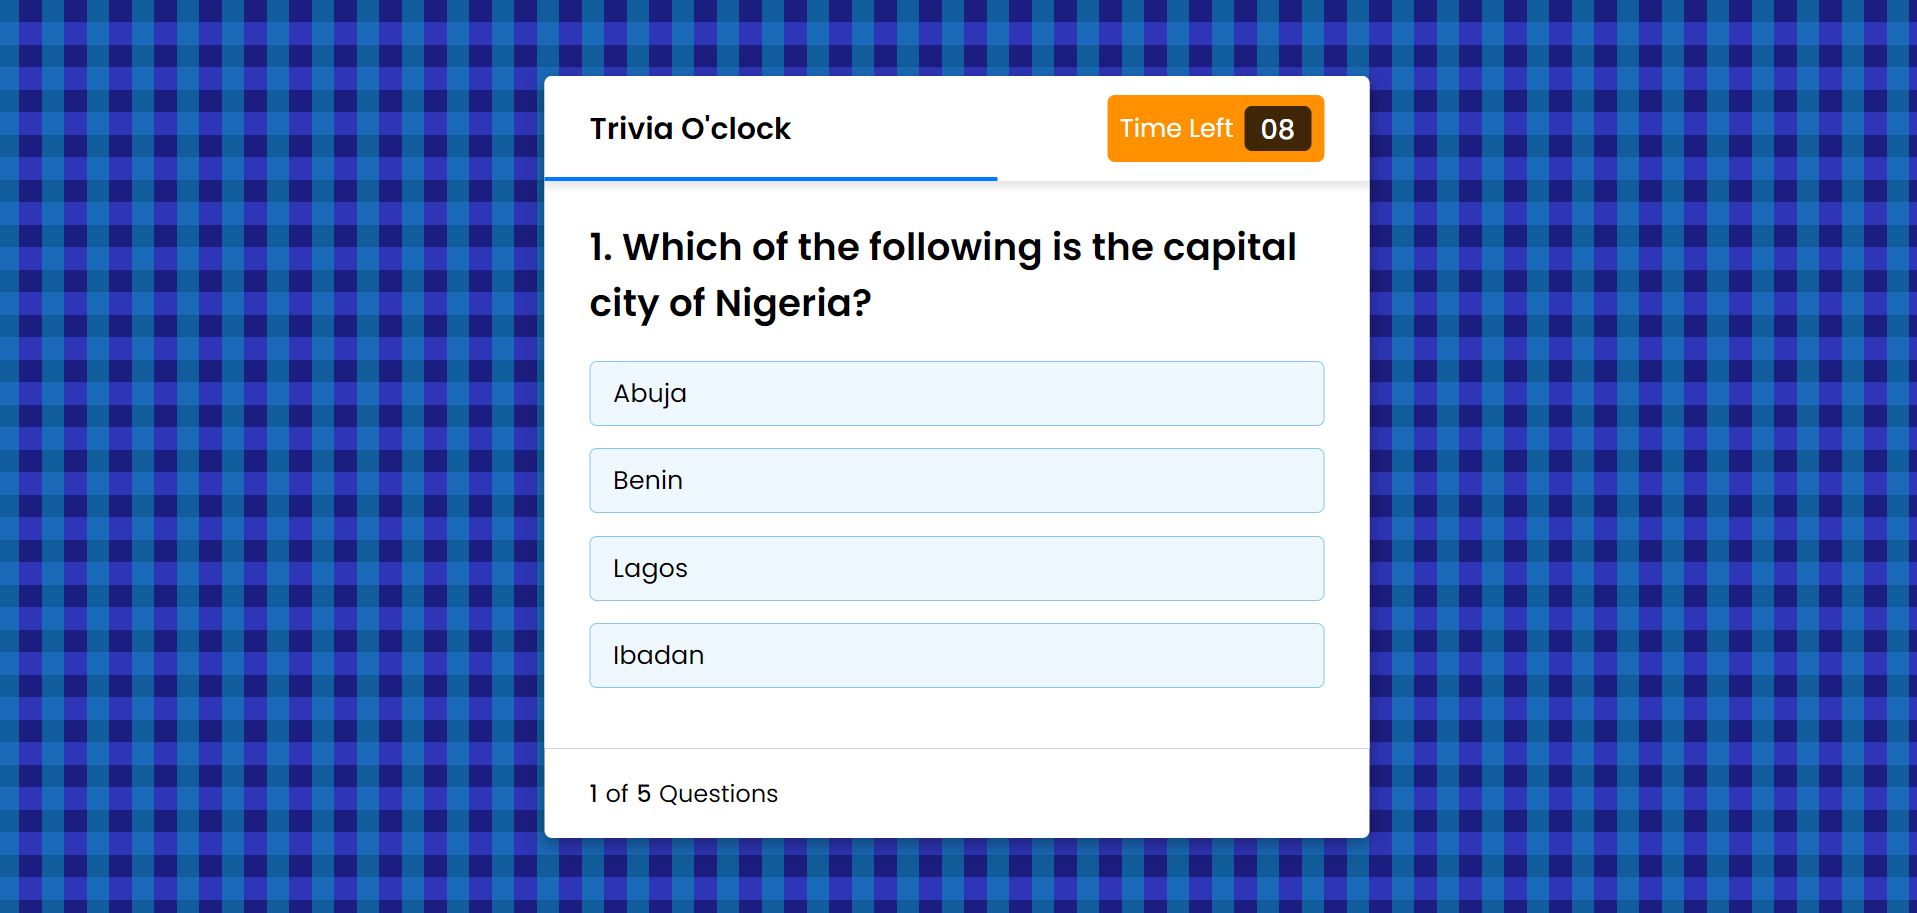 Trivia O'clock
Time Left 08
1. Which of the following is the capital
city of Nigeria?
Abuja
Benin
Lagos
Ibadan
1 of 5 Questions